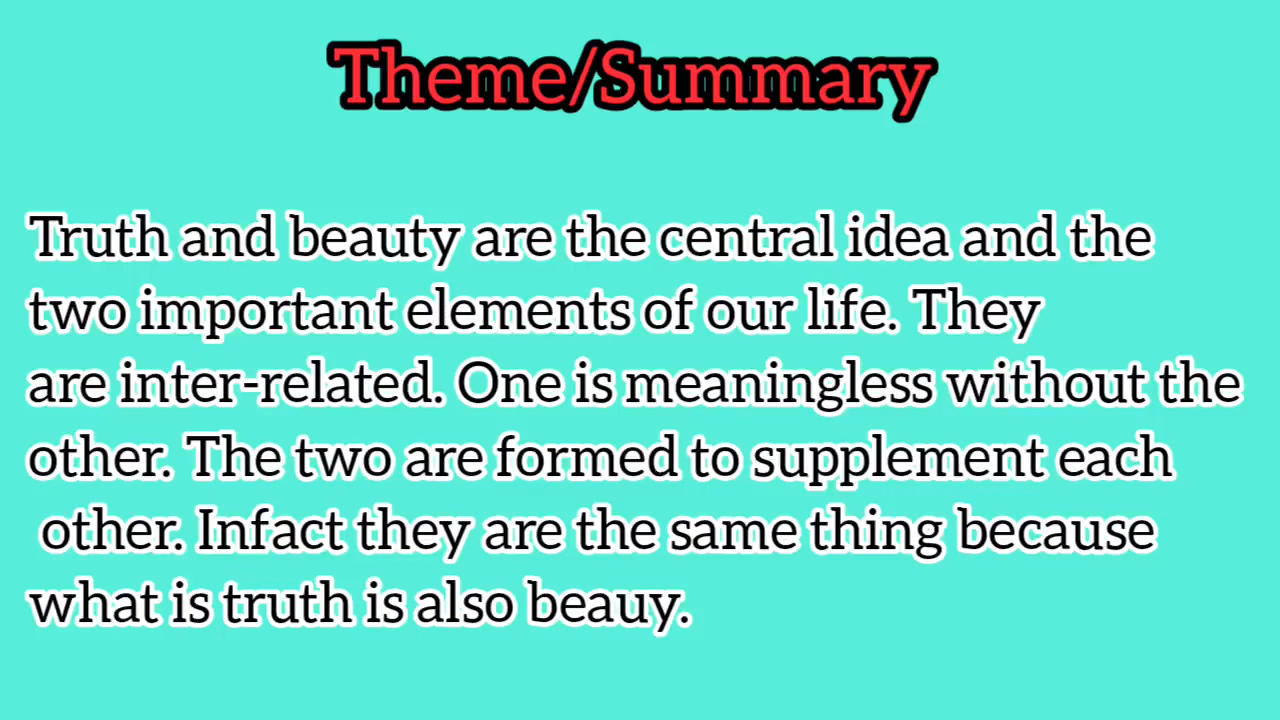 Theme/Summary
Truth and beauty are the central idea and the
two important elements of our life. They
are inter-related. One is meaningless without the
other. The two are formed to supplement each
other. Infact they are the same thing because
what is truth is also beauy.